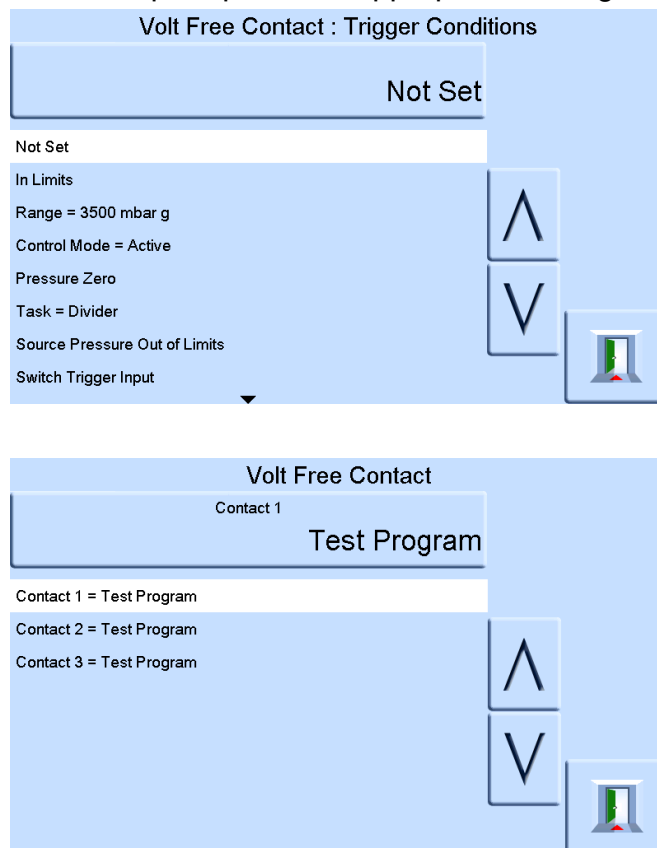 Volt Free Contact : Trigger Conditions
Not Set
Not Set
In Limits
Range = 3500 mbar g
Control Mode = Active
Pressure Zero
Task = Divider
Source Pressure Out of Limits
Switch Trigger Input
Volt Free Contact
Contact 1
Test Program
Contact 1 = Test Program
Contact 2 = Test Program
Contact 3 = Test Program